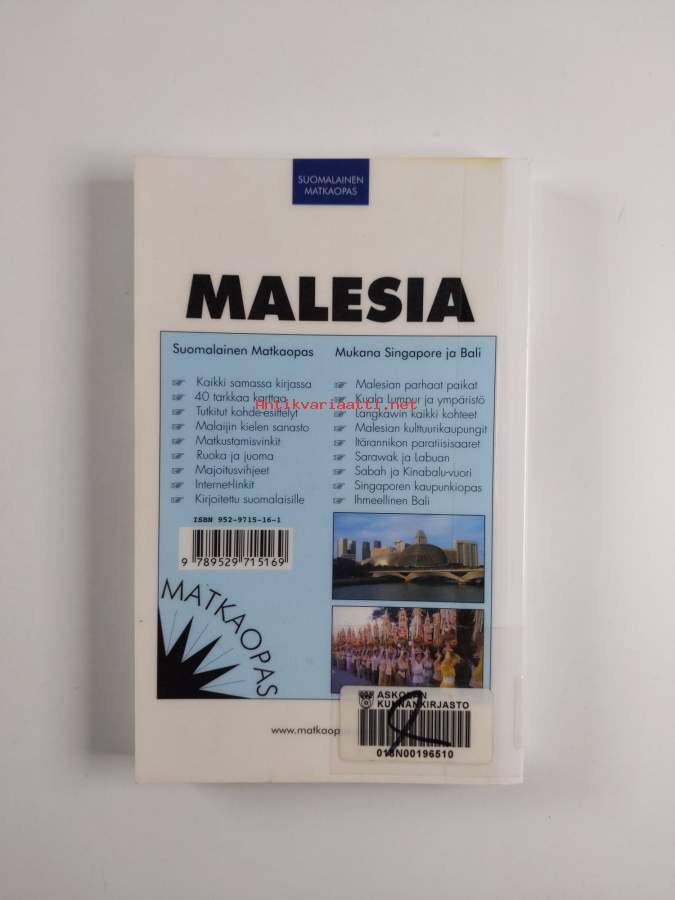 SUOMALAINEN
MATKAOPAS
MALESIA
Suomalainen Matkaopas
Kaikki samassa kirjassa
40 tarkkaa karttaa
Tutkitut kohde-esittelyt
Malaijin kielen sanasto
Matkustamisvinkit
Ruoka ja juoma
Majoitusvihjeet
Internet-linkit
Kirjoitettu suomalaisille
Mukana Singapore ja Bali
Malesian parhaat paikat
Kuala Lumpur ja ympäristö
Langkawin kaikki kohteet
Malesian kulttuurikaupungit
Itärannikon paratiisisaaret
Sarawak ja Labuan
Sabah ja Kinabalu-vuori
Singaporen kaupunkiopas
Ihmeellinen Bali
Antikvariaatti.net
ISBN 952-9715-16-1
9 789529 715169
MATKAOPAS
ASKOLAN
KUNNANKIRJASTO
018N00196510
www.matkaop